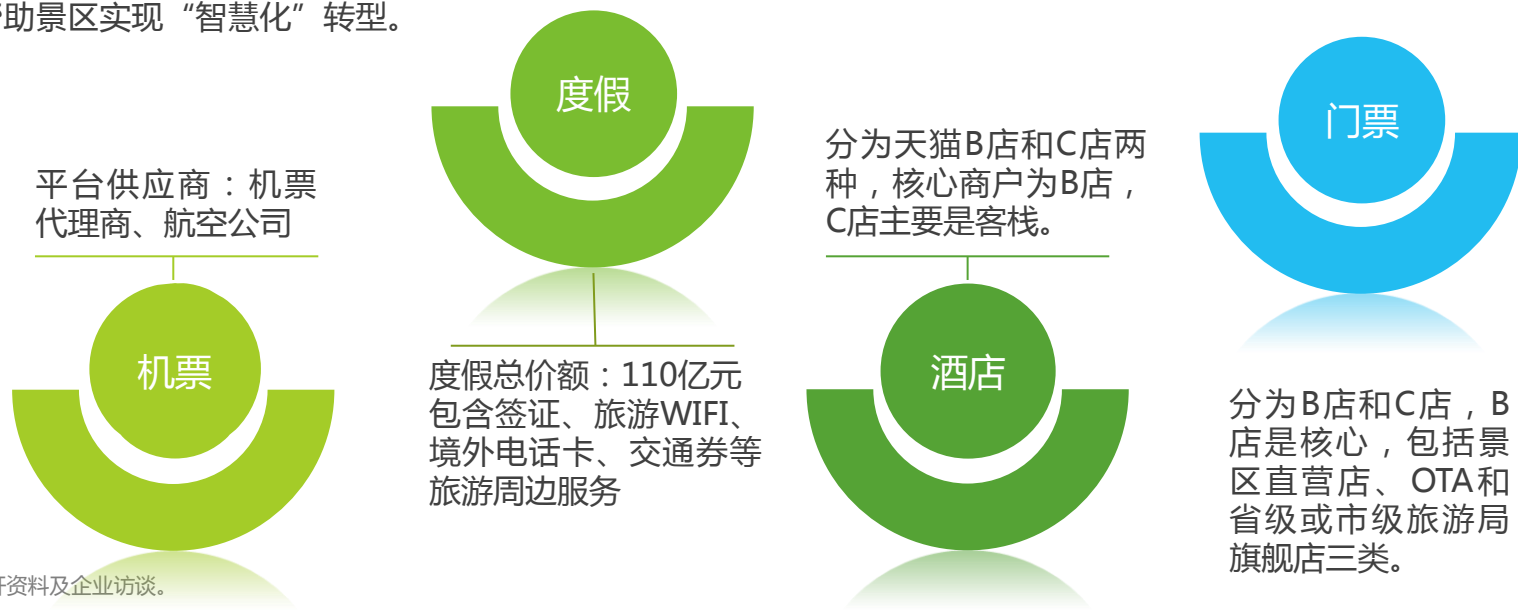 助景区实现“智慧化”转型。
度假
门票
分为天猫B店和C店两
种，核心商户为B店，
C店主要是客栈。
平台供应商：机票
代理商、航空公司
机票
酒店
度假总价额：110亿元
包含签证、旅游WIFI、
境外电话卡、交通券等
旅游周边服务
分为B店和C店，B
店是核心，包括景
区直营店、OTA和
省级或市级旅游局
旗舰店三类。
资料及企业访谈。